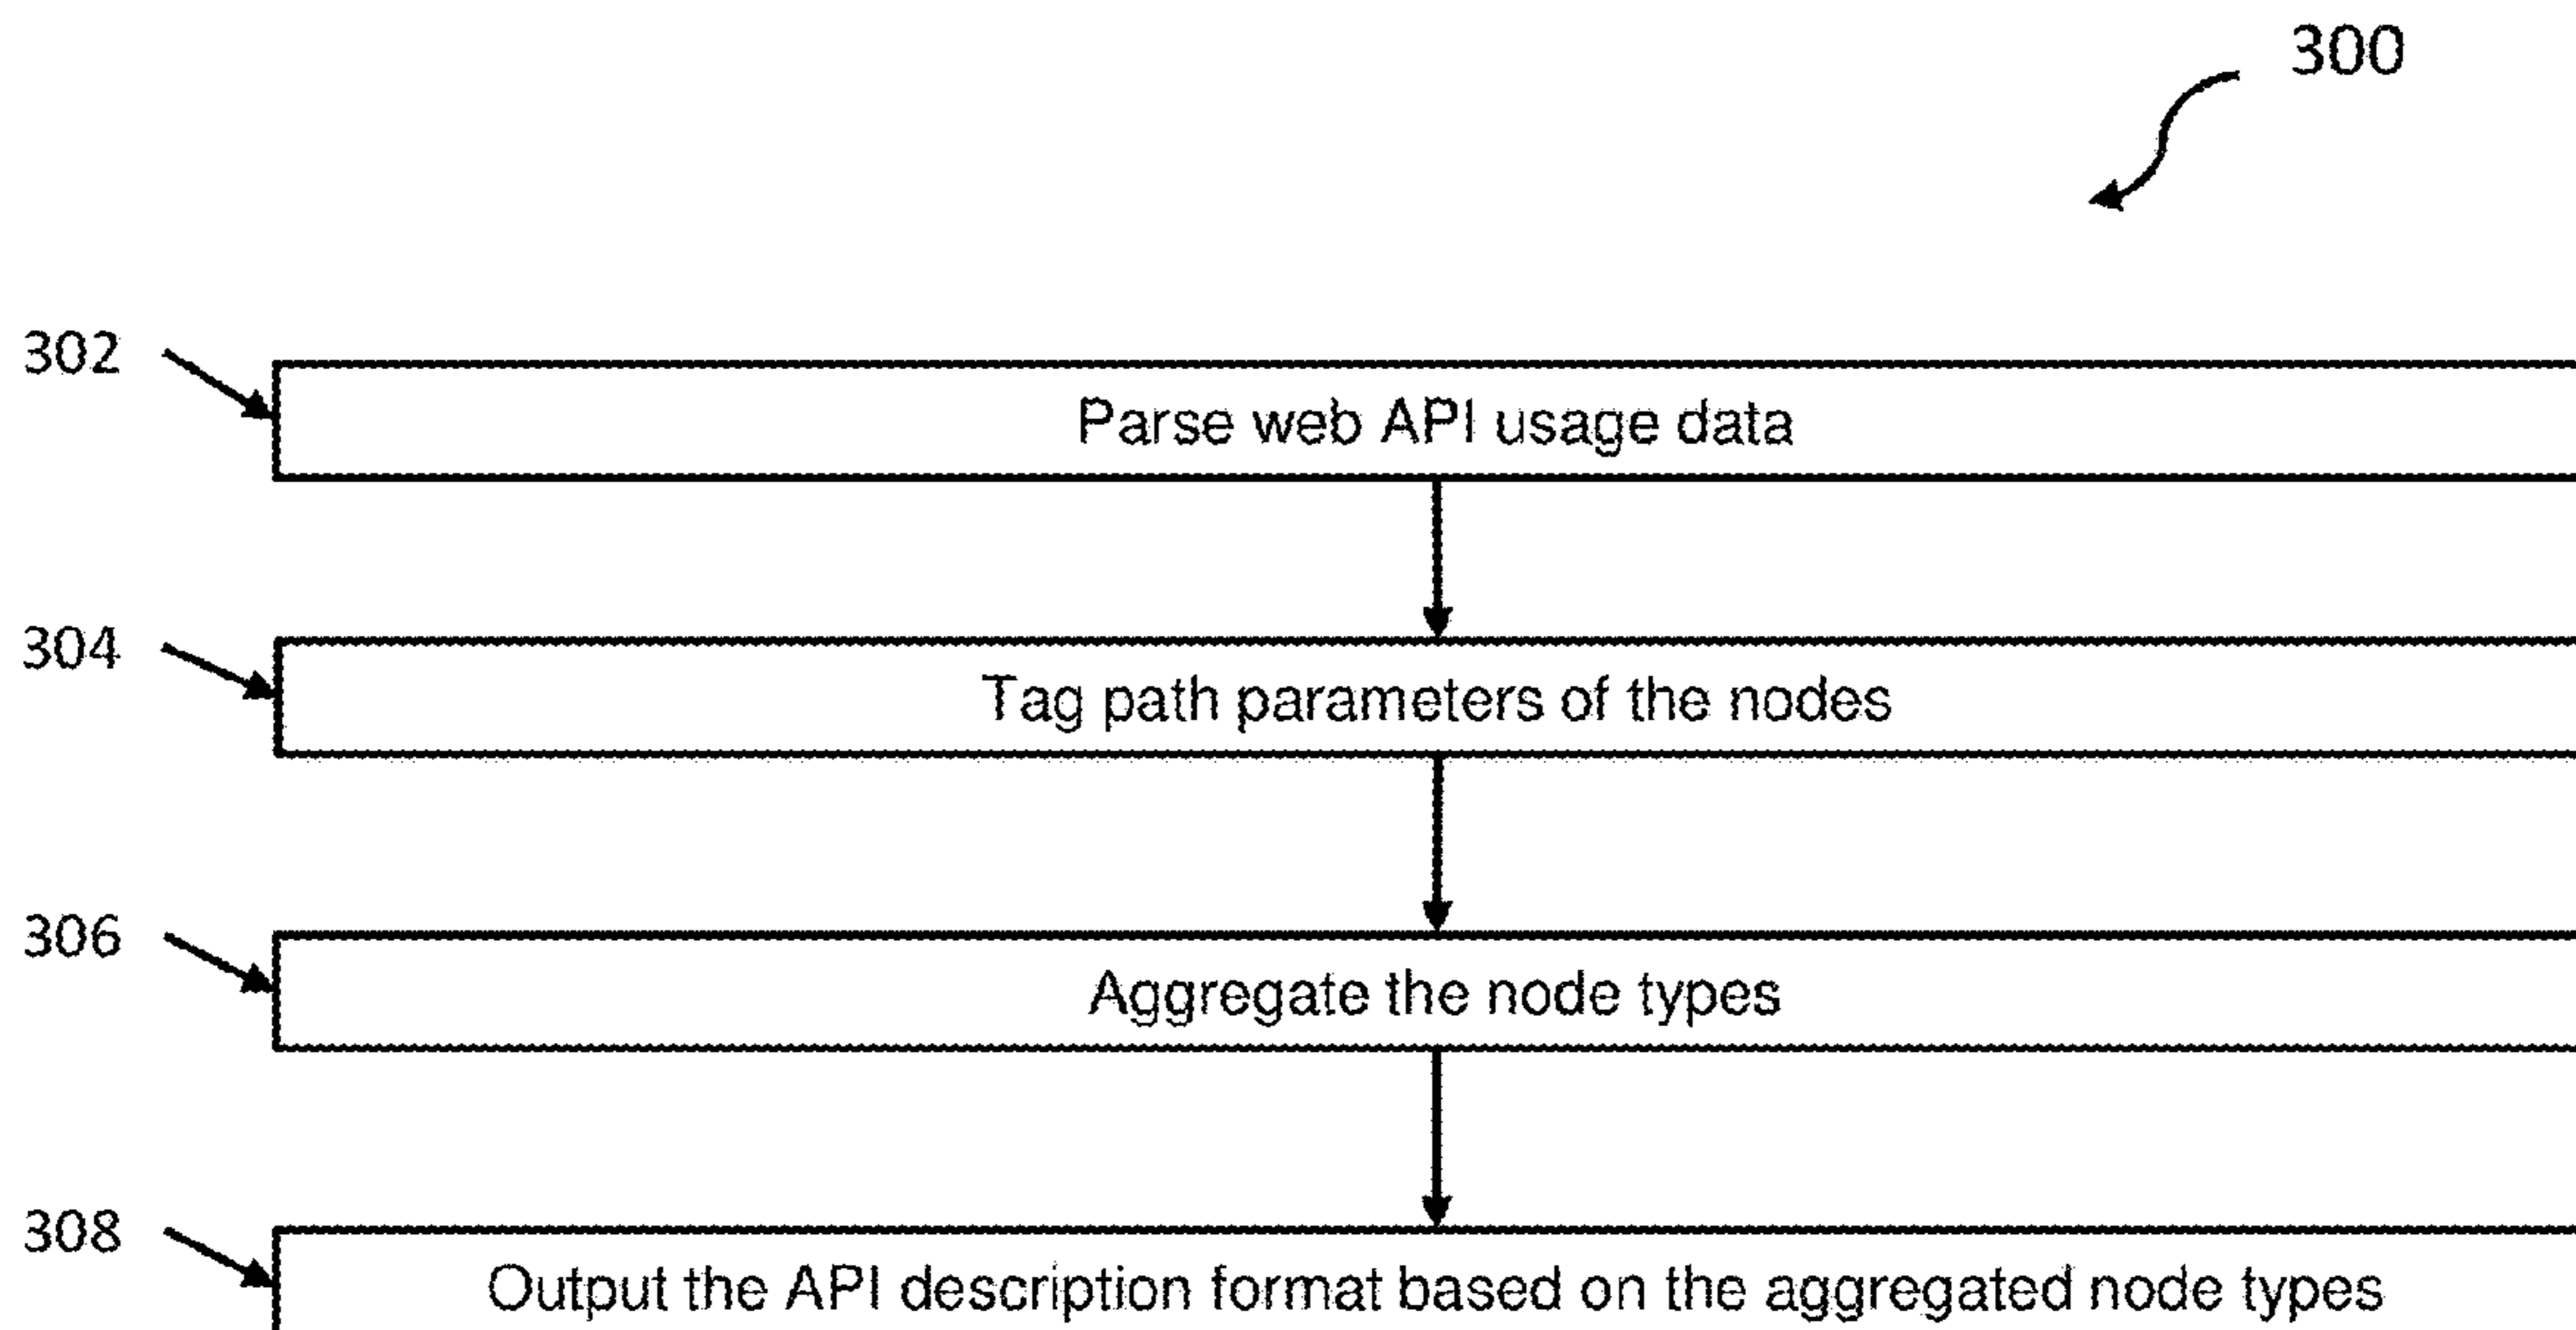 300
302
Parse web API usage data
304
Tag path parameters of the nodes
306
Aggregate the node types
308
Output the API description format based on the aggregated node types